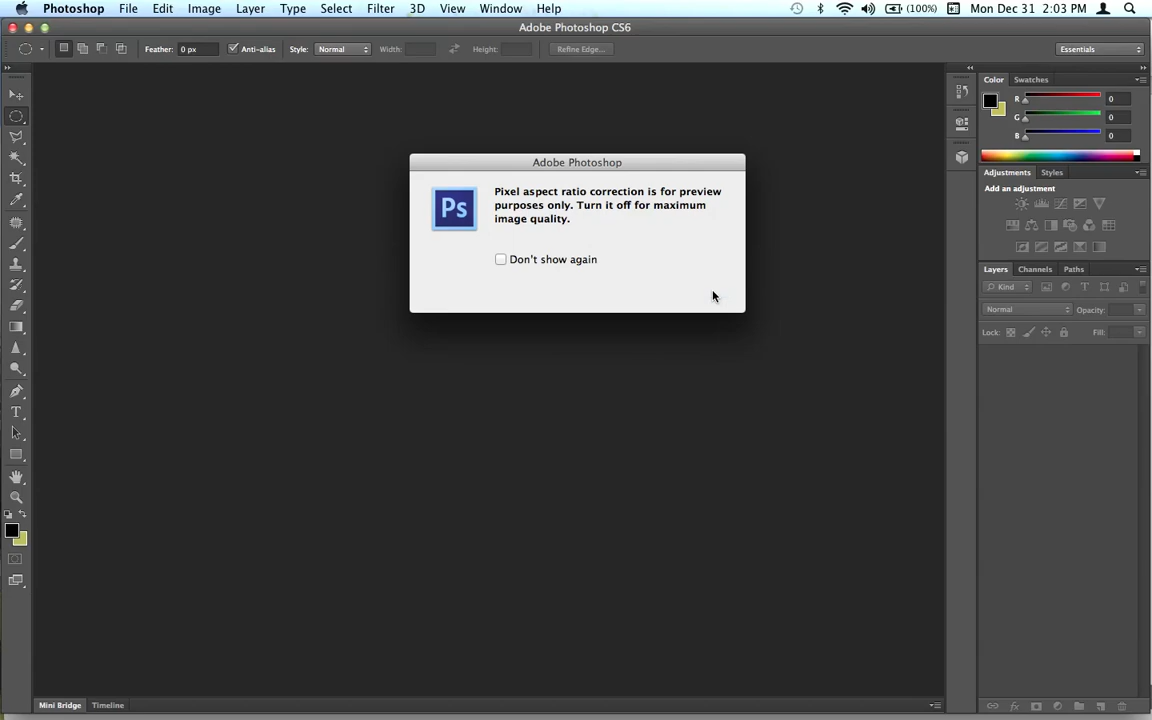 Photoshop File Edit Image Layer Type Select Filter 3D View Window Help (100%) Mon Dec 31 2:03 PM
Adobe Photoshop CS6
Feather: 0 px Anti-alias Style: Normal Width: Height: Refine Edge... Essentials
Color Swatches
R 0
G 0
B 0
Adjustments Styles
Add an adjustment
Adobe Photoshop
Ps
Pixel aspect ratio correction is for preview
purposes only. Turn it off for maximum
image quality.
Don't show again
Layers Channels Paths
Kind
Normal Opacity:
Lock: Fill:
Mini Bridge Timeline